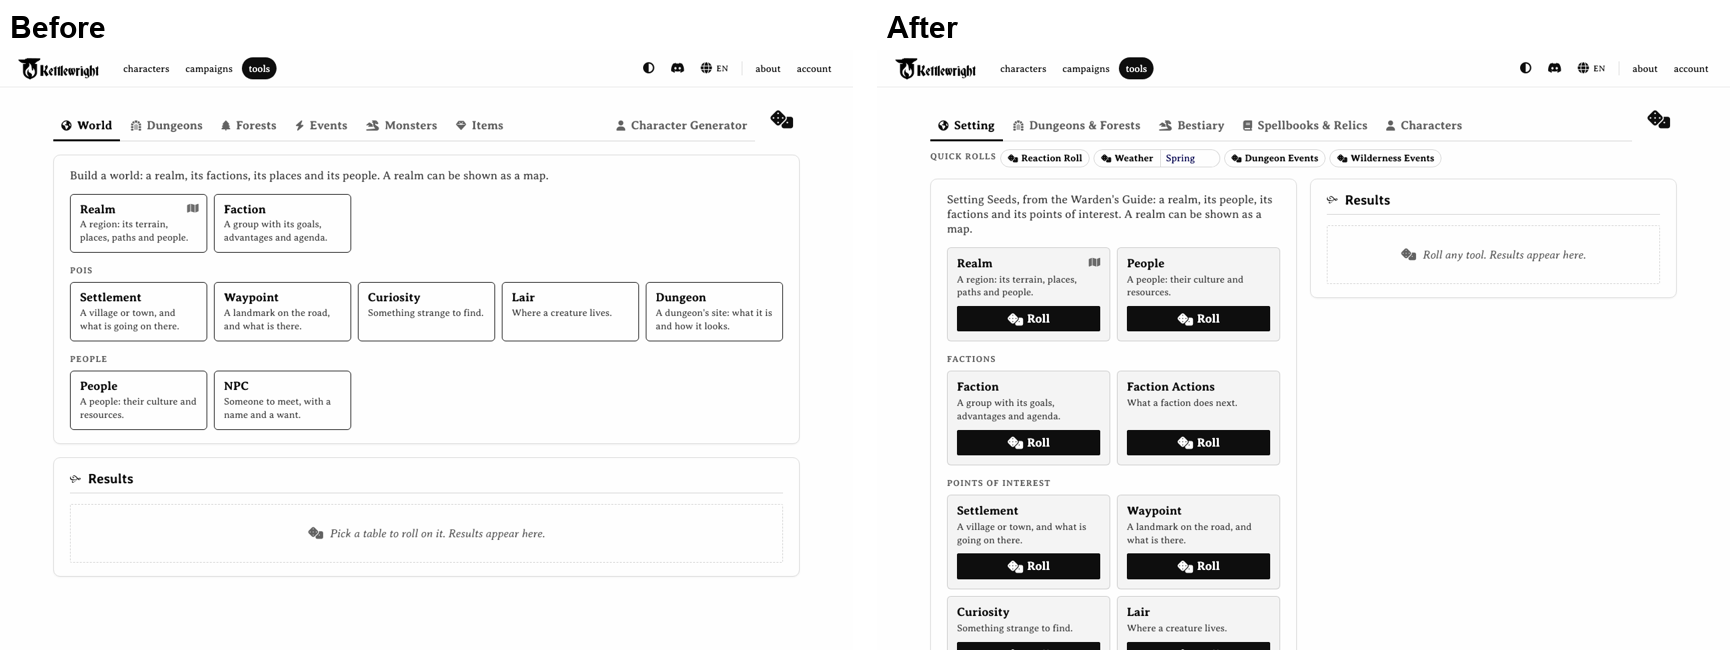 Before
Kettlewright
characters
campaigns
tools
EN
about
account
World
Dungeons
Forests
Events
Monsters
Items
Character Generator
Build a world: a realm, its factions, its places and its people. A realm can be shown as a map.
Realm
A region: its terrain,
places, paths and people.
Faction
A group with its goals,
advantages and agenda.
POIS
Settlement
A village or town, and
what is going on there.
Waypoint
A landmark on the road,
and what is there.
Curiosity
Something strange to find.
Lair
Where a creature lives.
Dungeon
A dungeon's site: what it is
and how it looks.
PEOPLE
People
A people: their culture and
resources.
NPC
Someone to meet, with a
name and a want.
Results
Pick a table to roll on it. Results appear here.
After
Kettlewright
characters
campaigns
tools
EN
about
account
Setting
Dungeons & Forests
Bestiary
Spellbooks & Relics
Characters
QUICK ROLLS
Reaction Roll
Weather
Spring
Dungeon Events
Wilderness Events
Setting Seeds, from the Warden's Guide: a realm, its people, its
factions and its points of interest. A realm can be shown as a
map.
Realm
A region: its terrain, places,
paths and people.
Roll
People
A people: their culture and
resources.
Roll
FACTIONS
Faction
A group with its goals,
advantages and agenda.
Roll
Faction Actions
What a faction does next.
Roll
POINTS OF INTEREST
Settlement
A village or town, and what is
going on there.
Roll
Waypoint
A landmark on the road, and
what is there.
Roll
Curiosity
Something strange to find.
Lair
Where a creature lives.
Results
Roll any tool. Results appear here.